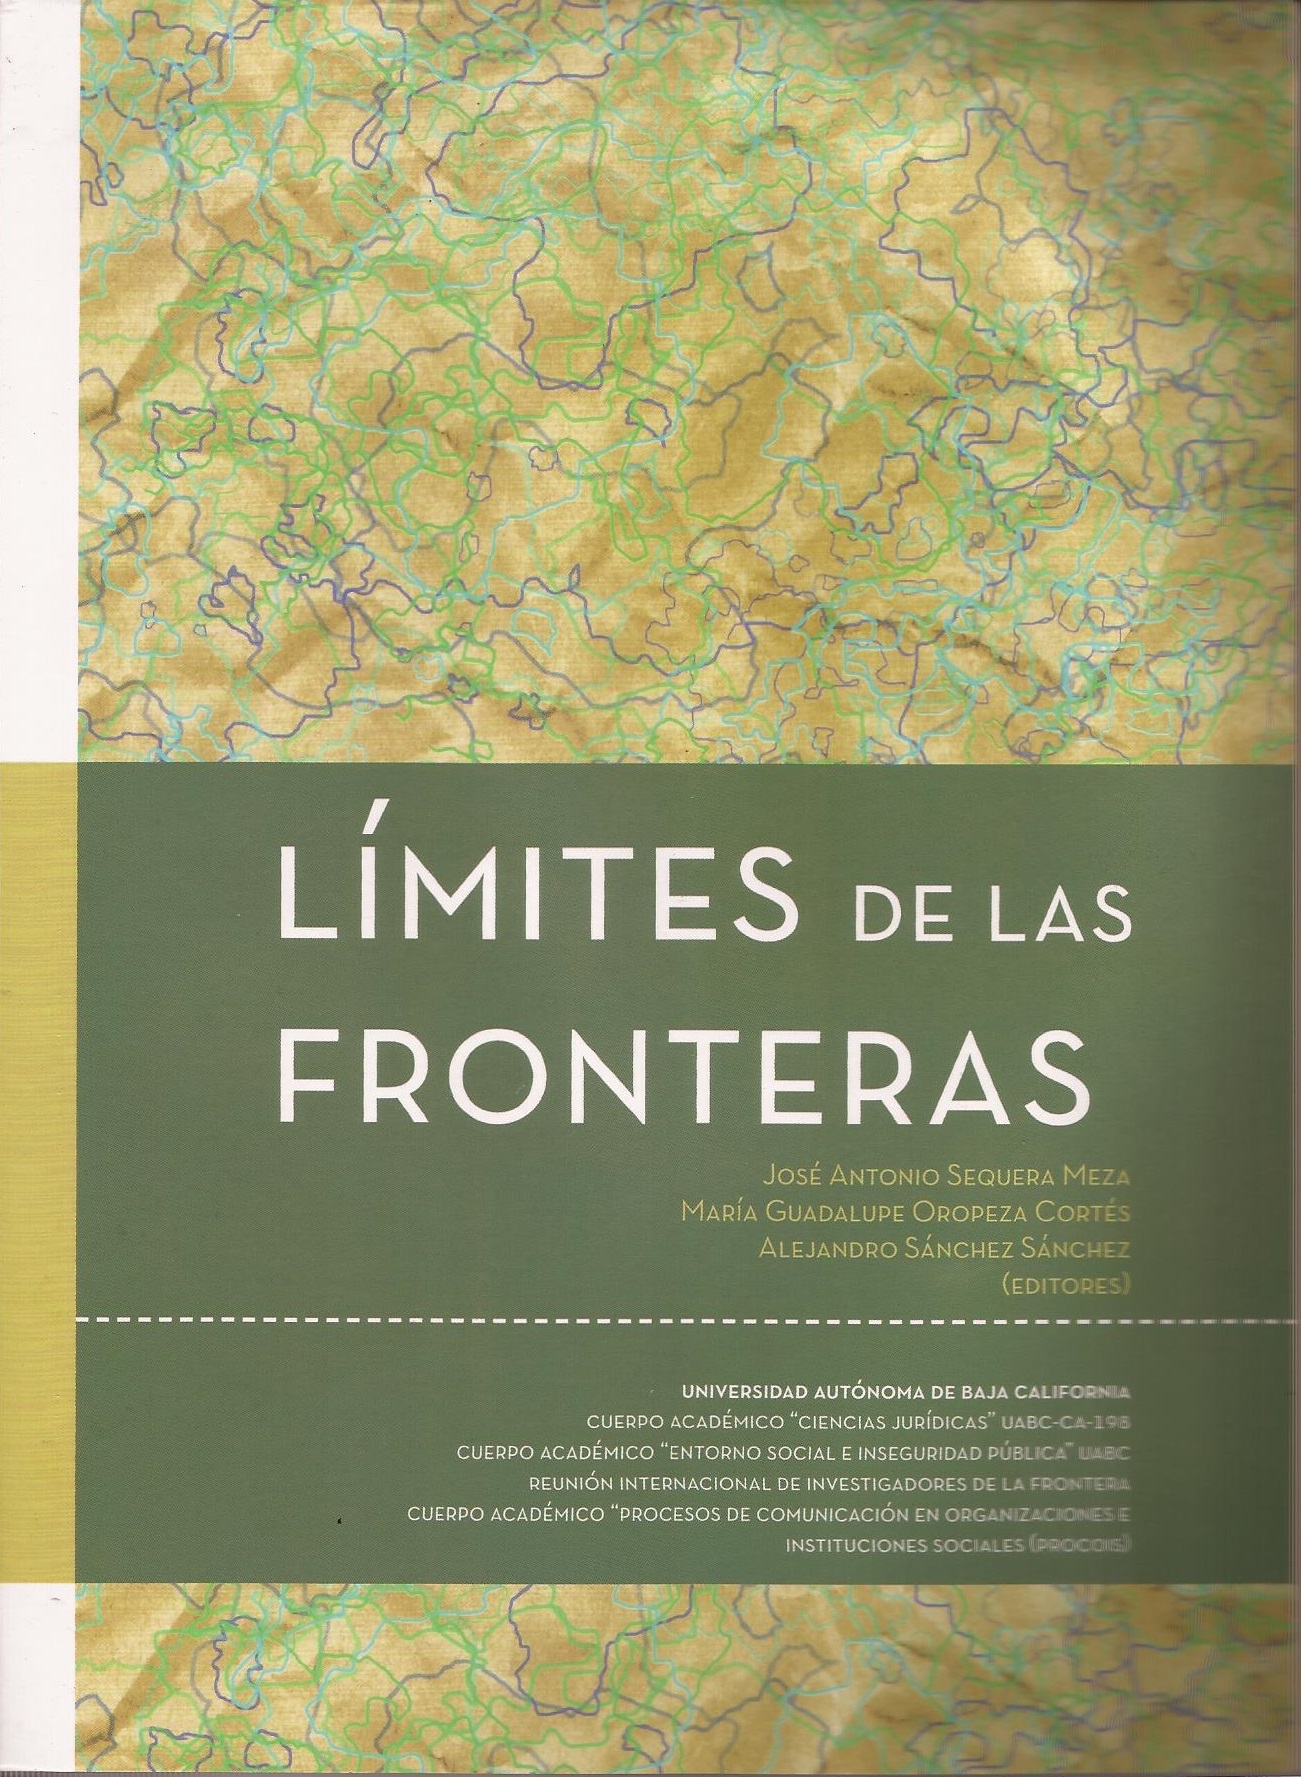 LÍMITES DE LAS
FRONTERAS
JOSÉ ANTONIO SEQUERA MEZA
MARÍA GUADALUPE OROPEZA CORTÉS
ALEJANDRO SÁNCHEZ SÁNCHEZ
(EDITORES)
UNIVERSIDAD AUTÓNOMA DE BAJA CALIFORNIA
CUERPO ACADÉMICO “CIENCIAS JURÍDICAS” UABC-CA-198
CUERPO ACADÉMICO “ENTORNO SOCIAL E INSEGURIDAD PÚBLICA” UABC
REUNIÓN INTERNACIONAL DE INVESTIGADORES DE LA FRONTERA
CUERPO ACADÉMICO “PROCESOS DE COMUNICACIÓN EN ORGANIZACIONES E
INSTITUCIONES SOCIALES (PROCOIS)